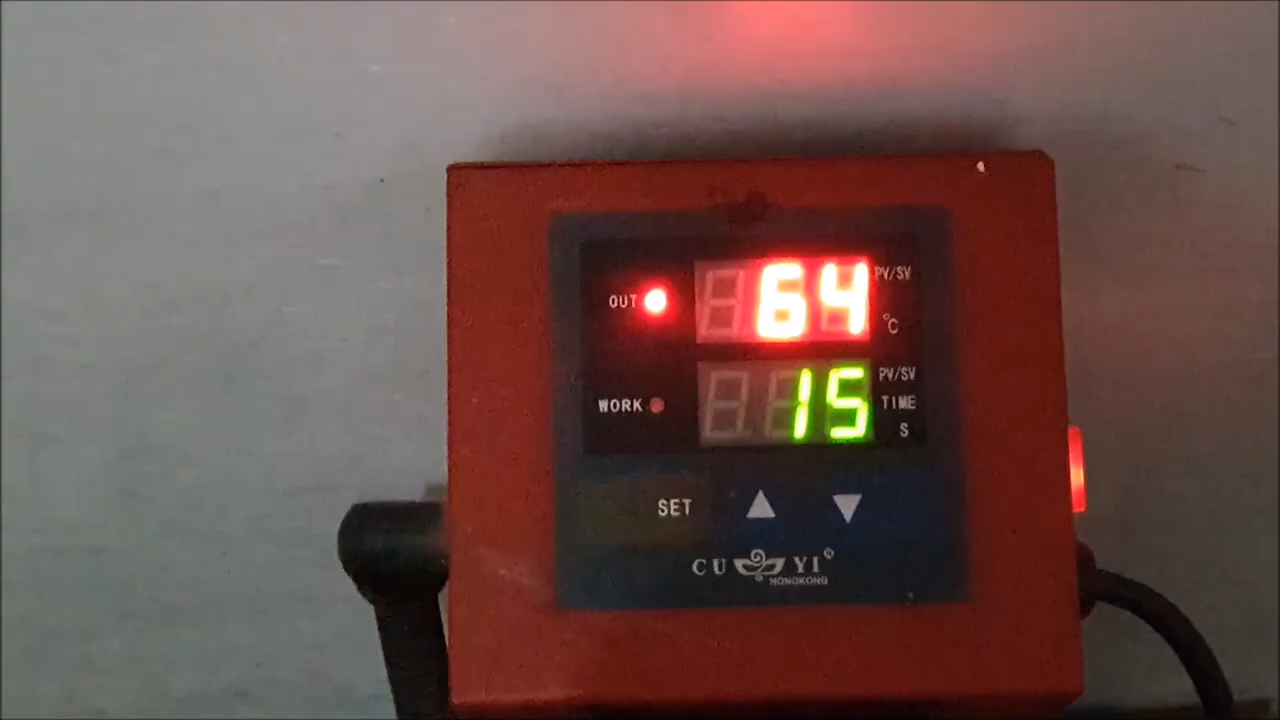 64 PV/SV
OUT °C
15 PV/SV
WORK TIME
S
SET
CU YI®
HONGKONG